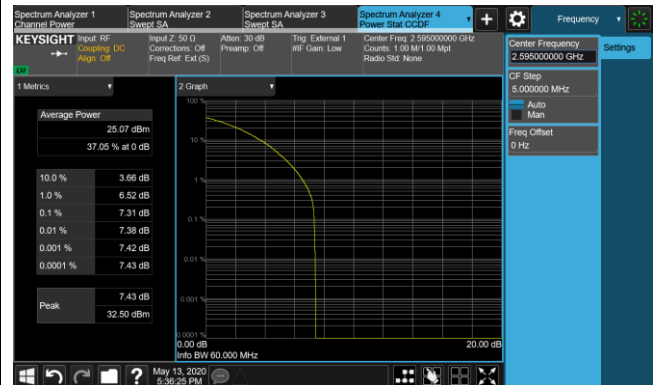 Spectrum Analyzer 1
Channel Power
Spectrum Analyzer 2
Swept SA
Spectrum Analyzer 3
Swept SA
Spectrum Analyzer 4
Power Stat CCDF
+
Frequency
KEYSIGHT
Input: RF
Coupling: DC
Align: Off
Input Z: 50 Ω
Corrections: Off
Freq Ref: Ext (S)
Atten: 30 dB
Preamp: Off
Trig: External 1
#IF Gain: Low
Center Freq: 2.595000000 GHz
Counts: 1.00 M/1.00 Mpt
Radio Std: None
LXI
Center Frequency
2.595000000 GHz
Settings
CF Step
5.000000 MHz
Auto
Man
Freq Offset
0 Hz
1 Metrics
Average Power
25.07 dBm
37.05 % at 0 dB
10.0 % 3.66 dB
1.0 % 6.52 dB
0.1 % 7.31 dB
0.01 % 7.38 dB
0.001 % 7.42 dB
0.0001 % 7.43 dB
Peak
7.43 dB
32.50 dBm
2 Graph
100 %
10 %
1 %
0.1 %
0.01 %
0.001 %
0.0001 %
0.00 dB
20.00 dB
Info BW 60.000 MHz
?
May 13, 2020
5:36:25 PM